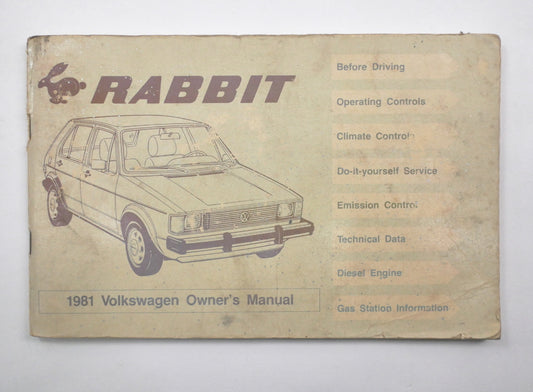 RABBIT
1981 Volkswagen Owner's Manual
Before Driving
Operating Controls
Climate Controls
Do-it-yourself Service
Emission Control
Technical Data
Diesel Engine
Gas Station Information